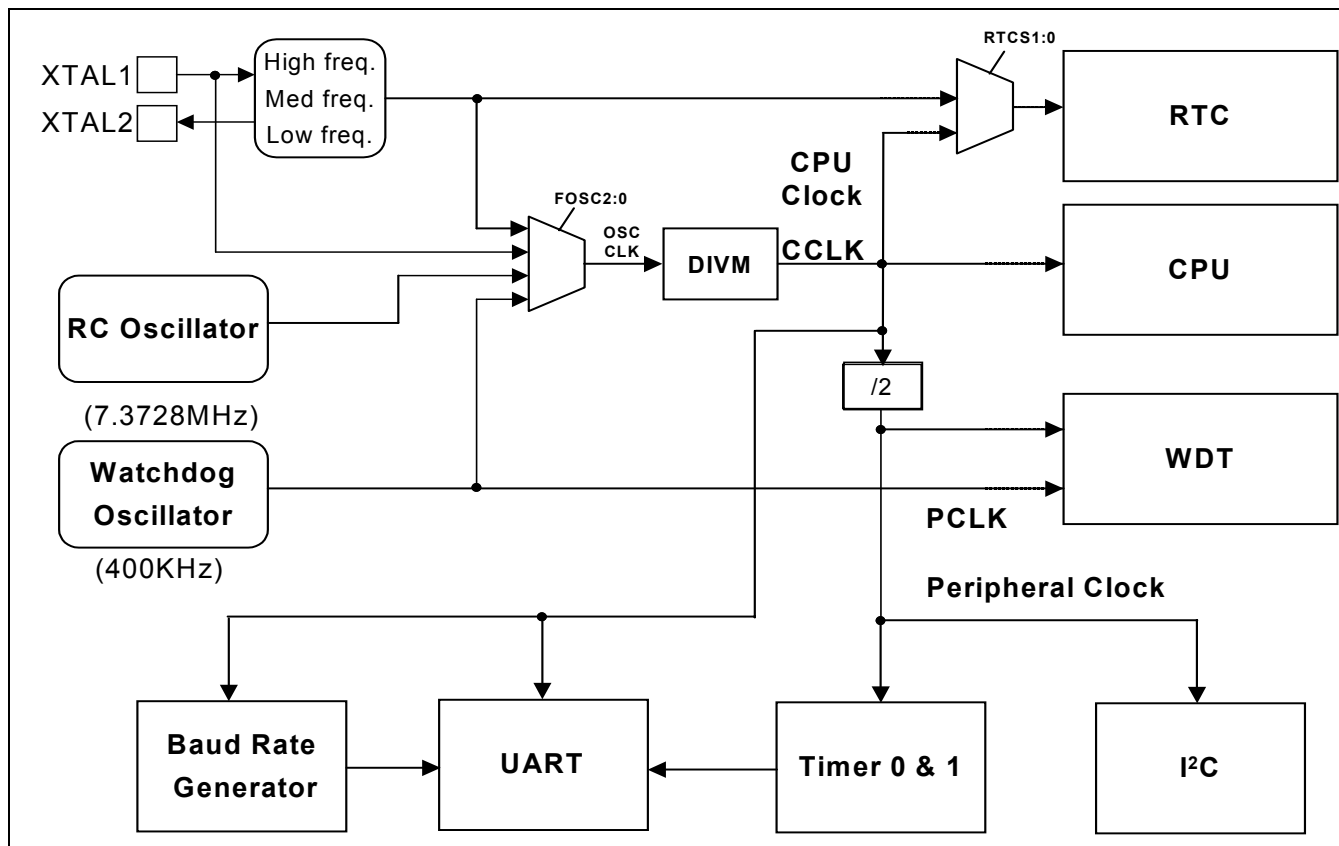 XTAL1
XTAL2
High freq.
Med freq.
Low freq.
RTCS1:0
RTC
CPU
Clock
FOSC2:0
OSC
CLK
DIVM
CCLK
CPU
RC Oscillator
(7.3728MHz)
/2
Watchdog
Oscillator
(400KHz)
WDT
PCLK
Peripheral Clock
Baud Rate
Generator
UART
Timer 0 & 1
I²C